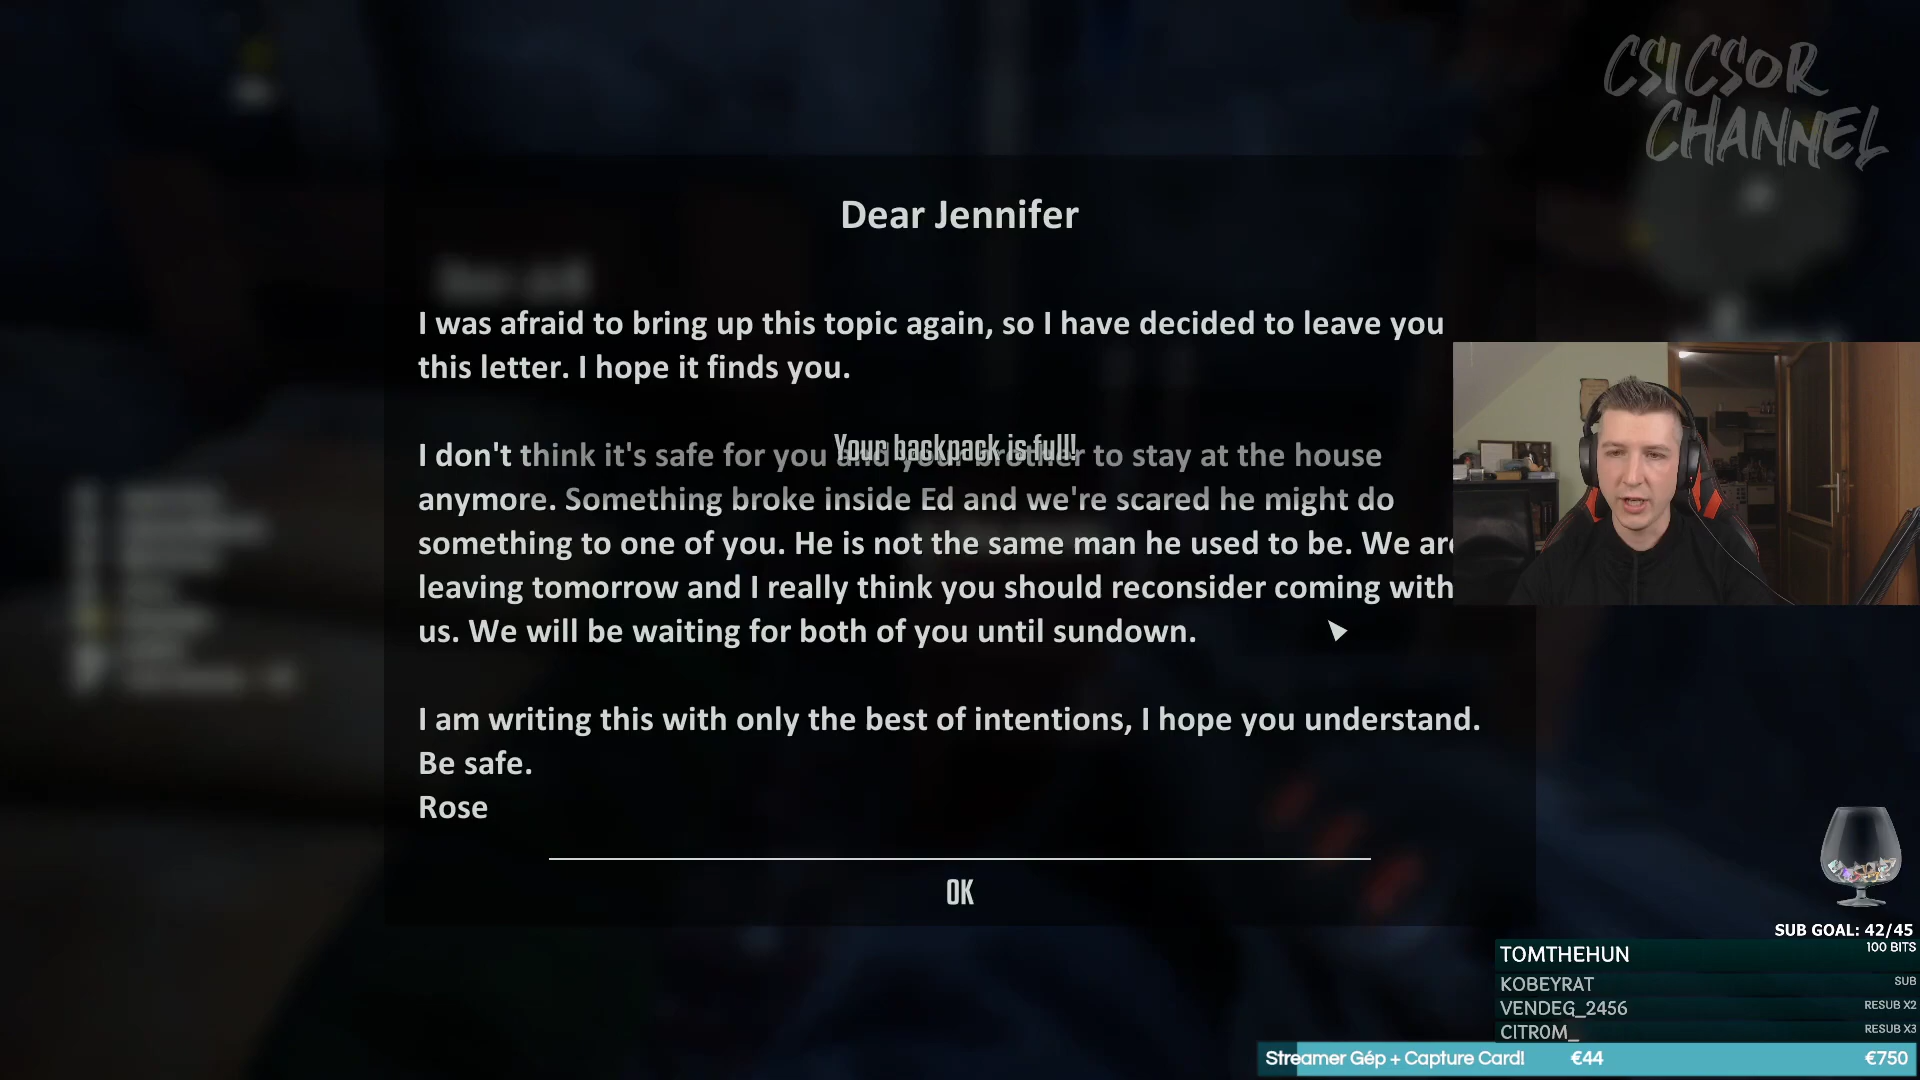 CSICSOR
CHANNEL
Dear Jennifer
I was afraid to bring up this topic again, so I have decided to leave you
this letter. I hope it finds you.
Your backpack is full!
I don't think it's safe for you and your brother to stay at the house
anymore. Something broke inside Ed and we're scared he might do
something to one of you. He is not the same man he used to be. We are
leaving tomorrow and I really think you should reconsider coming with
us. We will be waiting for both of you until sundown.
I am writing this with only the best of intentions, I hope you understand.
Be safe.
Rose
OK
SUB GOAL: 42/45
TOMTHEHUN 100 BITS
KOBEYRAT SUB
VENDEG_2456 RESUB X2
CITROM_ RESUB X3
Streamer Gép + Capture Card! €44 €750